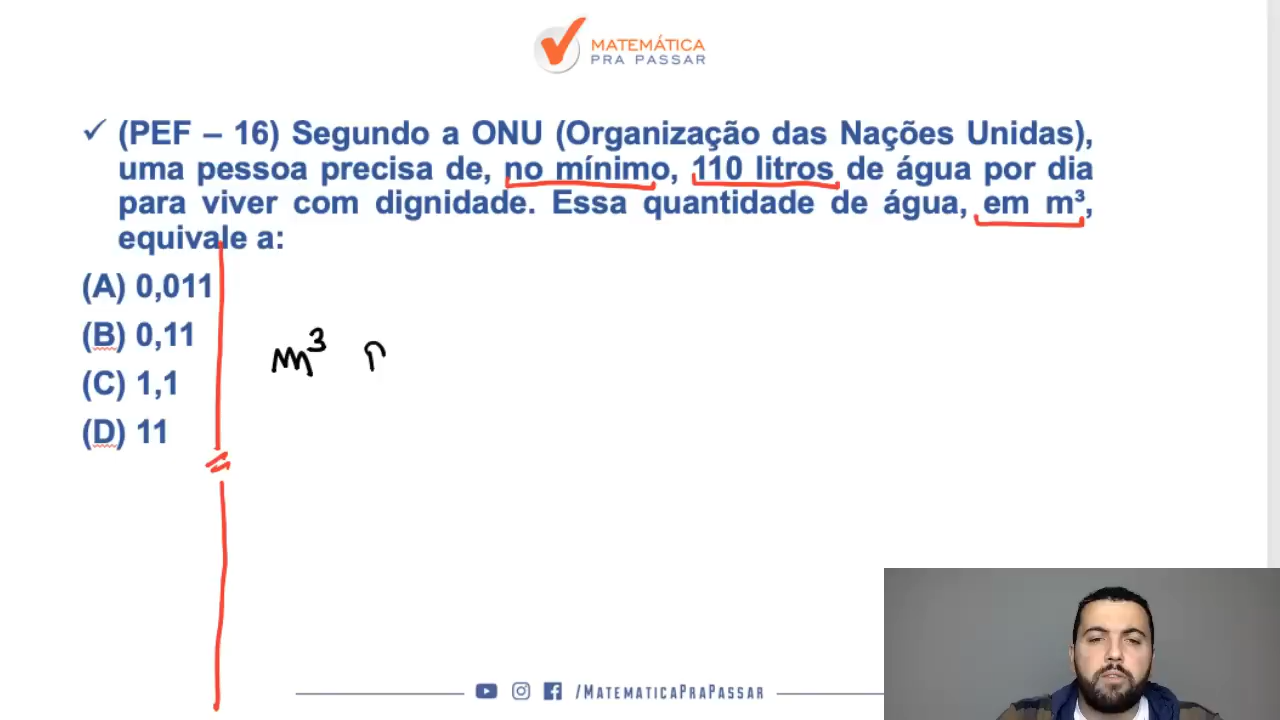 MATEMÁTICA
PRA PASSAR
✓ (PEF – 16) Segundo a ONU (Organização das Nações Unidas),
uma pessoa precisa de, no mínimo, 110 litros de água por dia
para viver com dignidade. Essa quantidade de água, em m³,
equivale a:
(A) 0,011
(B) 0,11
(C) 1,1
(D) 11
m³
/MATEMATICAPRAPASSAR